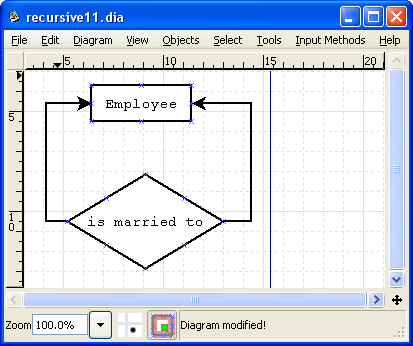 recursive11.dia
File Edit Diagram View Objects Select Tools Input Methods Help
5 10 15 20
5
10
Employee
is married to
Zoom 100.0% Diagram modified!